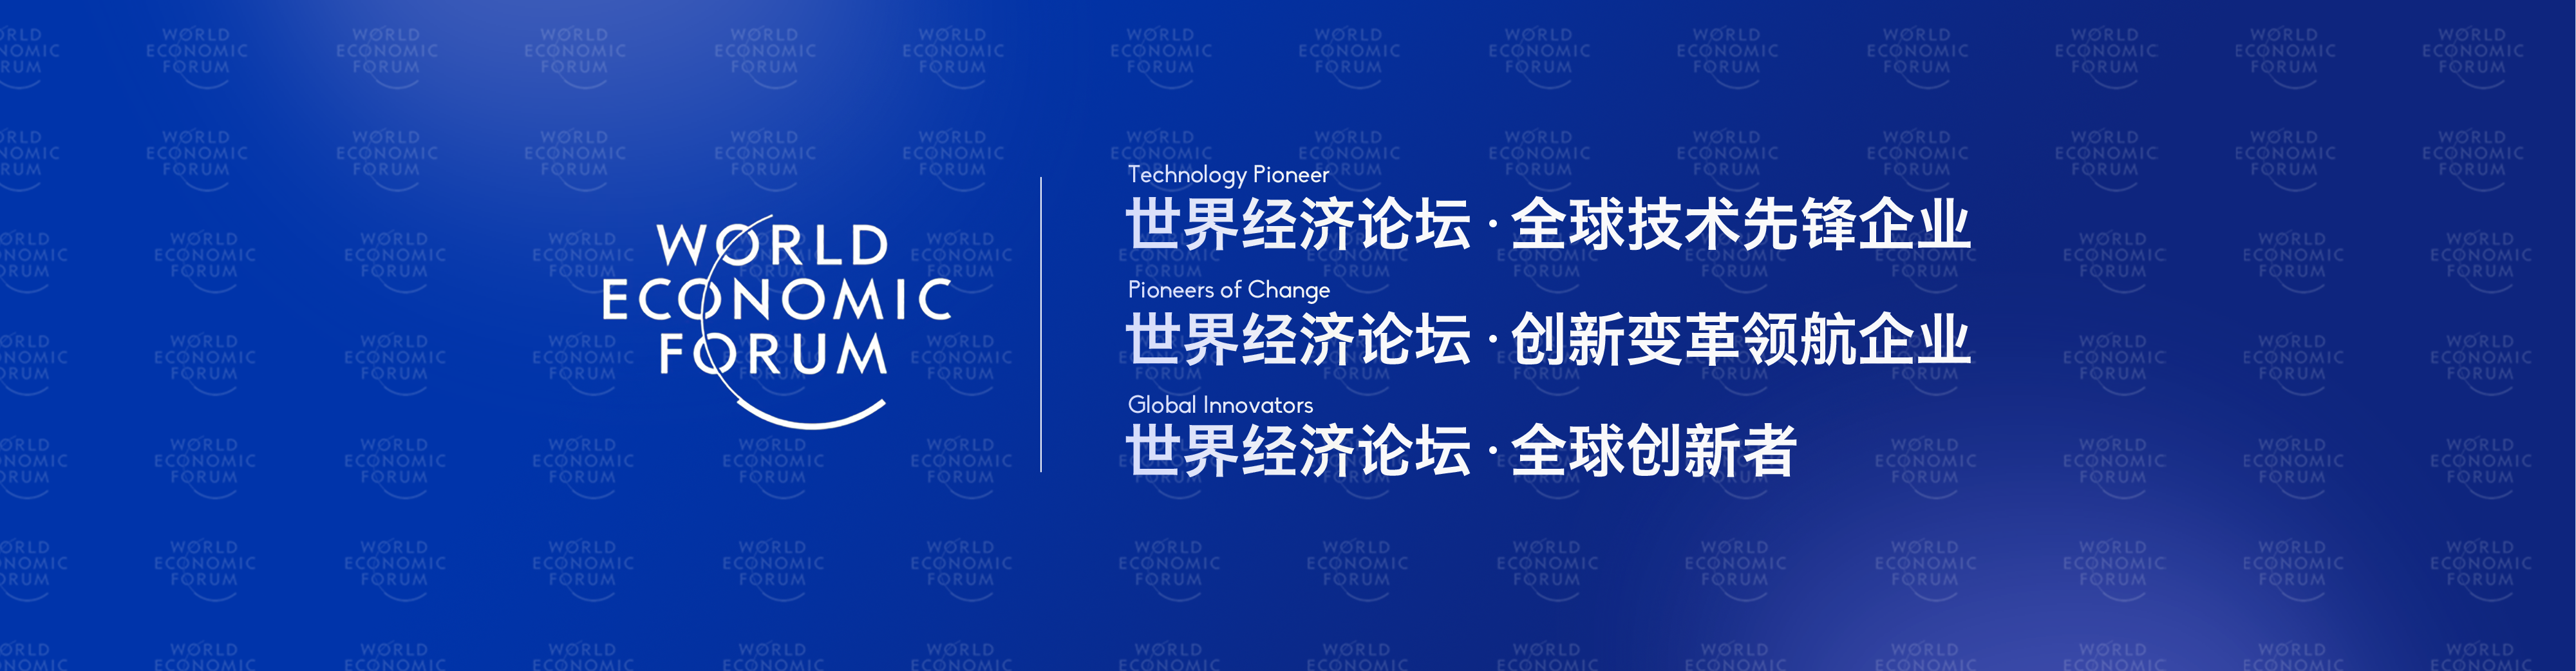 WORLD
ECONOMIC
FORUM
Technology Pioneer
世界经济论坛 · 全球技术先锋企业
Pioneers of Change
世界经济论坛 · 创新变革领航企业
Global Innovators
世界经济论坛 · 全球创新者